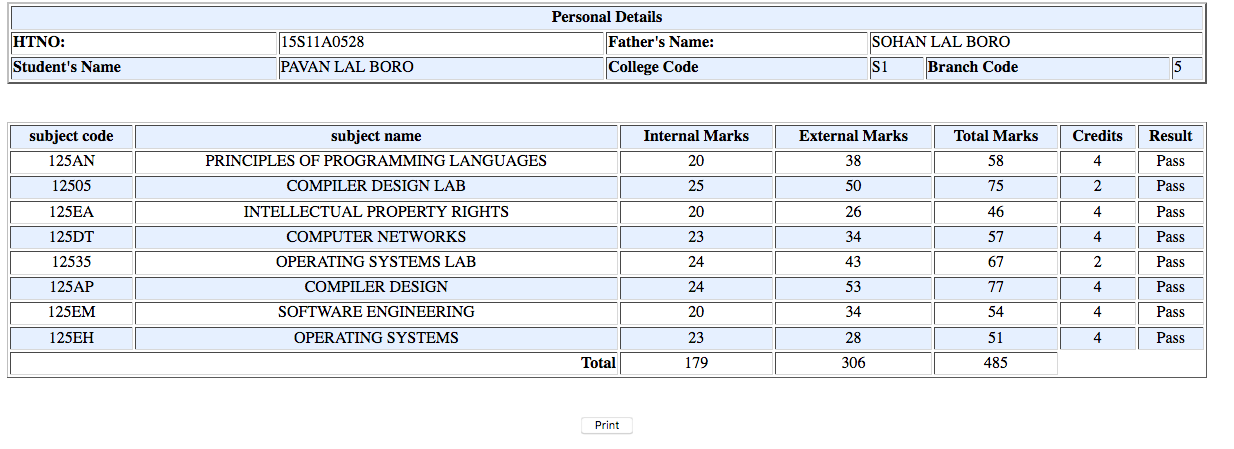 Personal Details
HTNO: 15S11A0528 Father's Name: SOHAN LAL BORO
Student's Name PAVAN LAL BORO College Code S1 Branch Code 5
subject code subject name Internal Marks External Marks Total Marks Credits Result
125AN PRINCIPLES OF PROGRAMMING LANGUAGES 20 38 58 4 Pass
12505 COMPILER DESIGN LAB 25 50 75 2 Pass
125EA INTELLECTUAL PROPERTY RIGHTS 20 26 46 4 Pass
125DT COMPUTER NETWORKS 23 34 57 4 Pass
12535 OPERATING SYSTEMS LAB 24 43 67 2 Pass
125AP COMPILER DESIGN 24 53 77 4 Pass
125EM SOFTWARE ENGINEERING 20 34 54 4 Pass
125EH OPERATING SYSTEMS 23 28 51 4 Pass
Total 179 306 485
Print